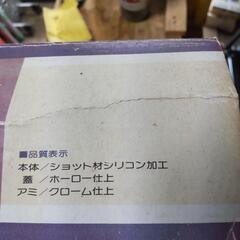 ■品質表示
本体/ショット材シリコン加工
蓋/ホーロー仕上
アミ/クローム仕上